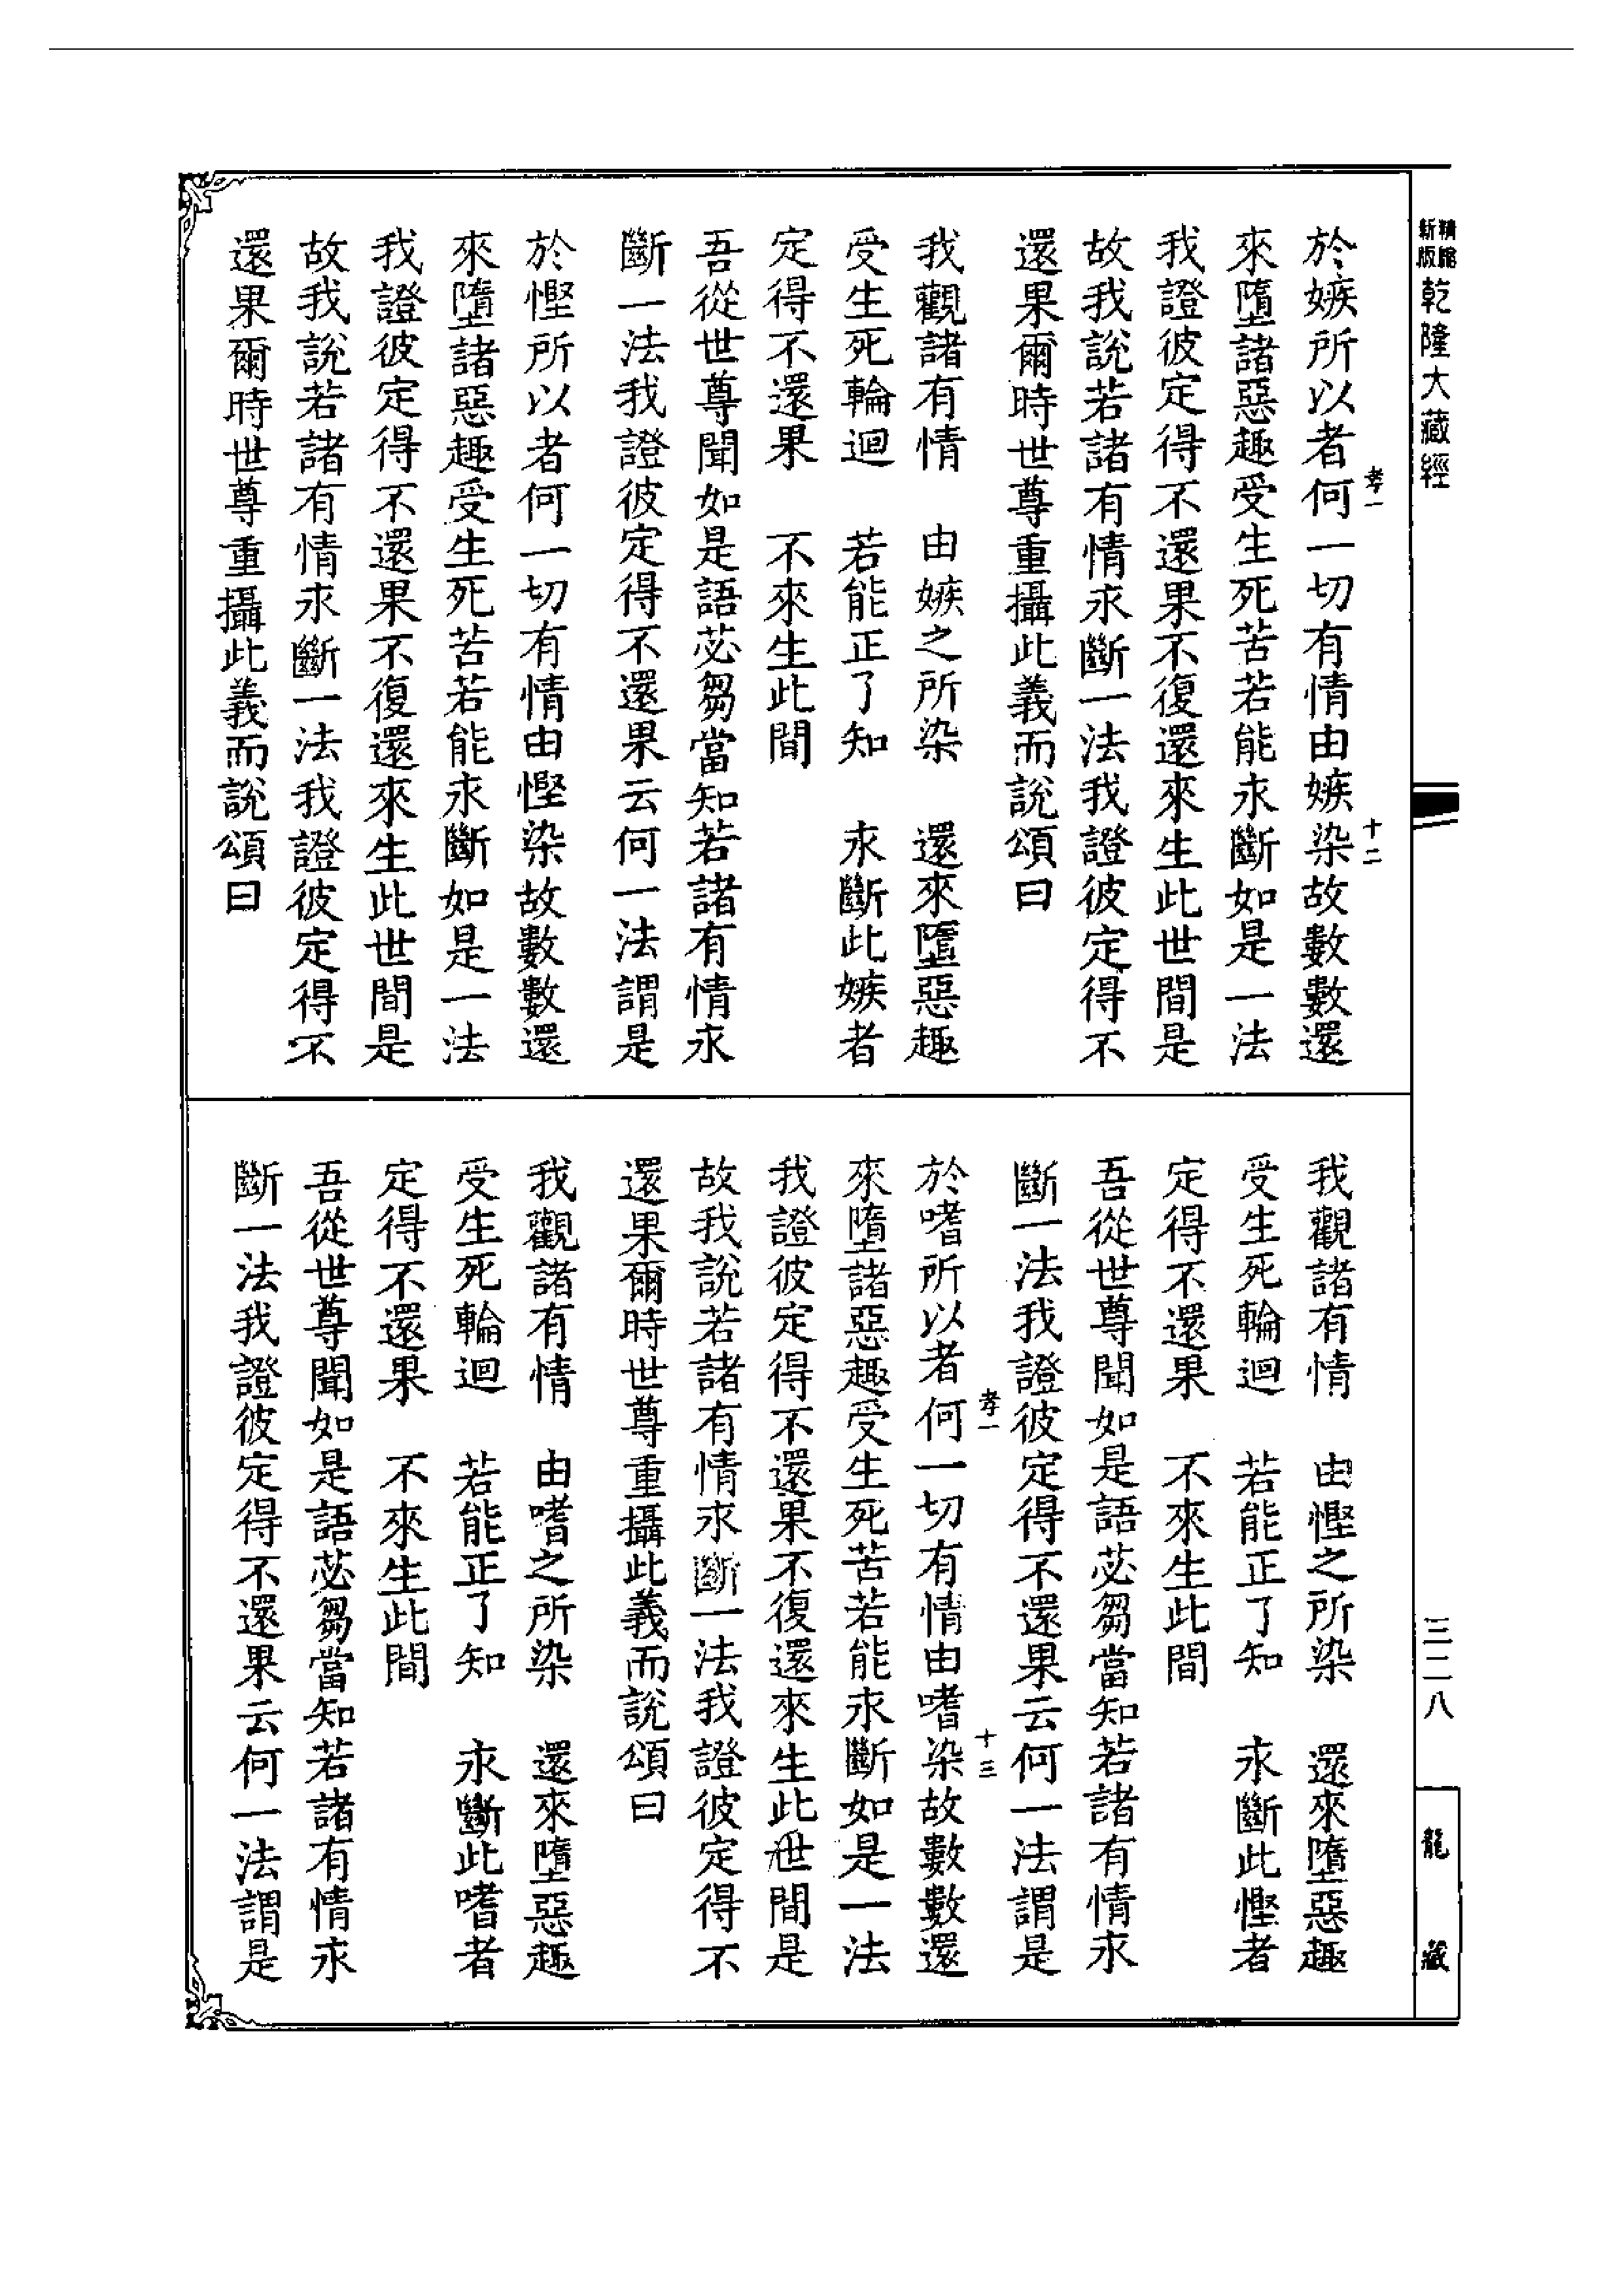 新版
精縮
乾隆大藏經
孝一
十二
於嫉所以者何一切有情由嫉染故數數還
來墮諸惡趣受生死苦若能永斷如是一法
我證彼定得不還果不復還來生此世間是
故我說若諸有情永斷一法我證彼定得不
還果爾時世尊重攝此義而說頌曰
我觀諸有情　由嫉之所染　還來墮惡趣
受生死輪迴　若能正了知　永斷此嫉者
定得不還果　不來生此間
吾從世尊聞如是語苾芻當知若諸有情永
斷一法我證彼定得不還果云何一法謂是
於慳所以者何一切有情由慳染故數數還
來墮諸惡趣受生死苦若能永斷如是一法
我證彼定得不還果不復還來生此世間是
故我說若諸有情永斷一法我證彼定得不
還果爾時世尊重攝此義而說頌曰
我觀諸有情　由慳之所染　還來墮惡趣
受生死輪迴　若能正了知　永斷此慳者
定得不還果　不來生此間
吾從世尊聞如是語苾芻當知若諸有情永
斷一法我證彼定得不還果云何一法謂是
孝一
十三
於嗜所以者何一切有情由嗜染故數數還
來墮諸惡趣受生死苦若能永斷如是一法
我證彼定得不還果不復還來生此世間是
故我說若諸有情永斷一法我證彼定得不
還果爾時世尊重攝此義而說頌曰
我觀諸有情　由嗜之所染　還來墮惡趣
受生死輪迴　若能正了知　永斷此嗜者
定得不還果　不來生此間
吾從世尊聞如是語苾芻當知若諸有情永
斷一法我證彼定得不還果云何一法謂是
三二八
龍藏